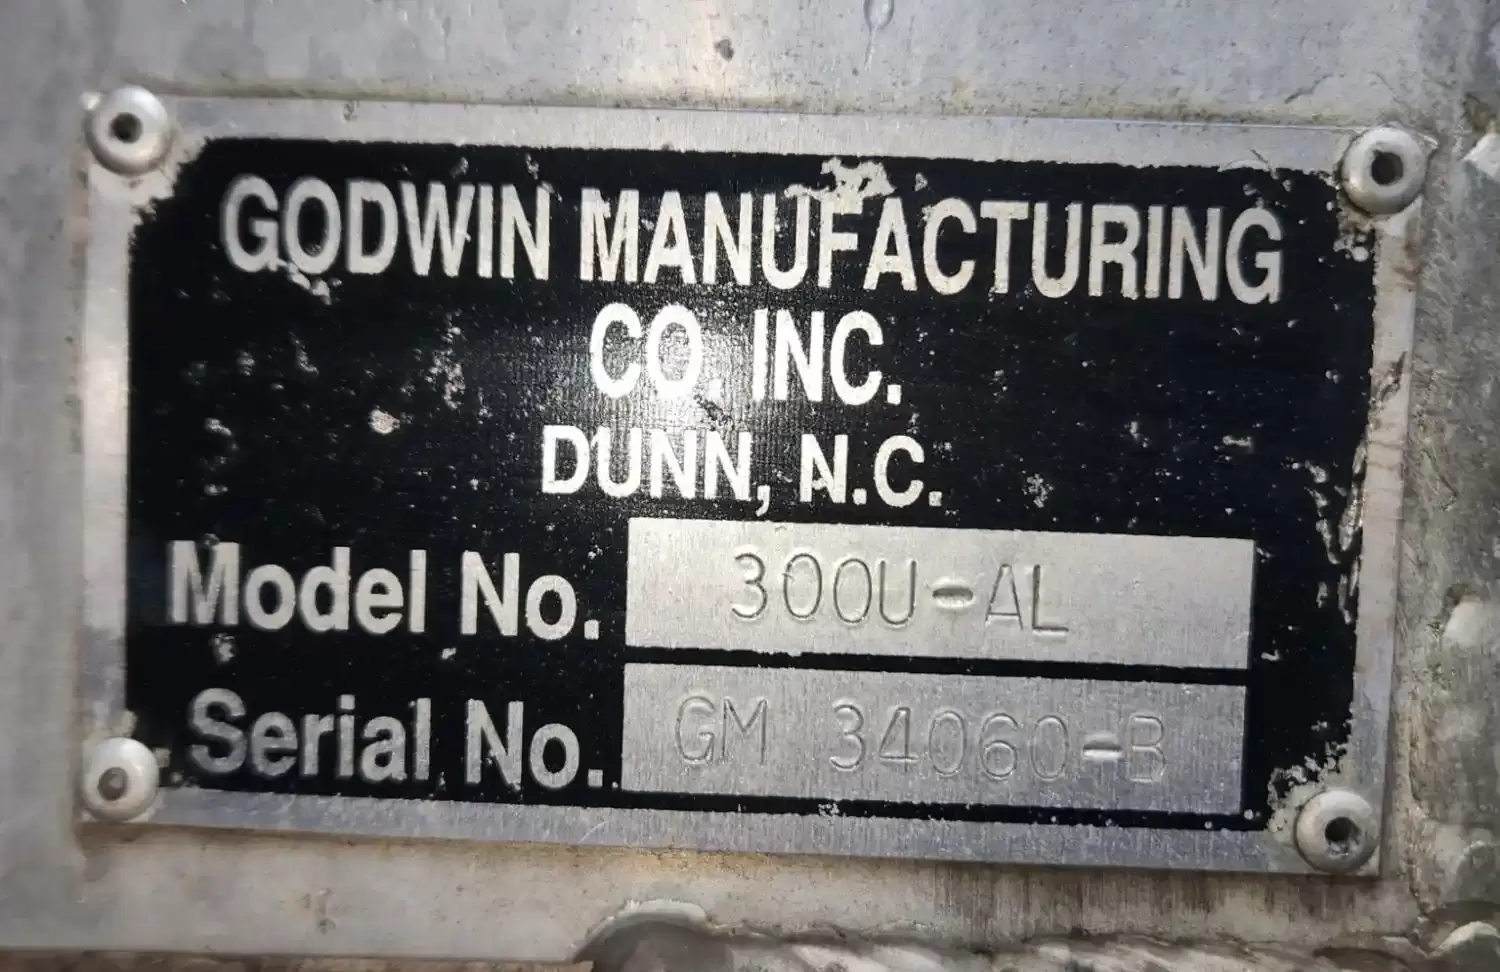 GODWIN MANUFACTURING
CO. INC.
DUNN, N.C.
Model No. 300U-AL
Serial No. GM 34060-B